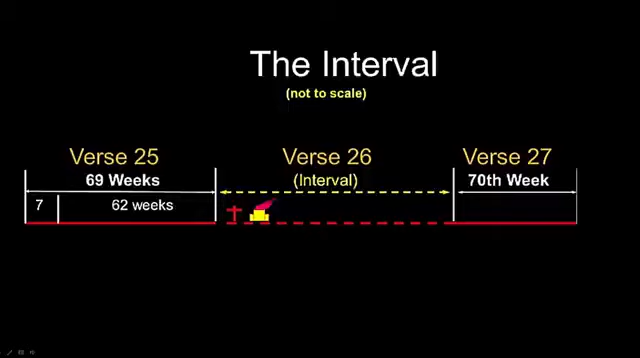 The Interval
(not to scale)
Verse 25 Verse 26 Verse 27
69 Weeks (Interval) 70th Week
7 62 weeks